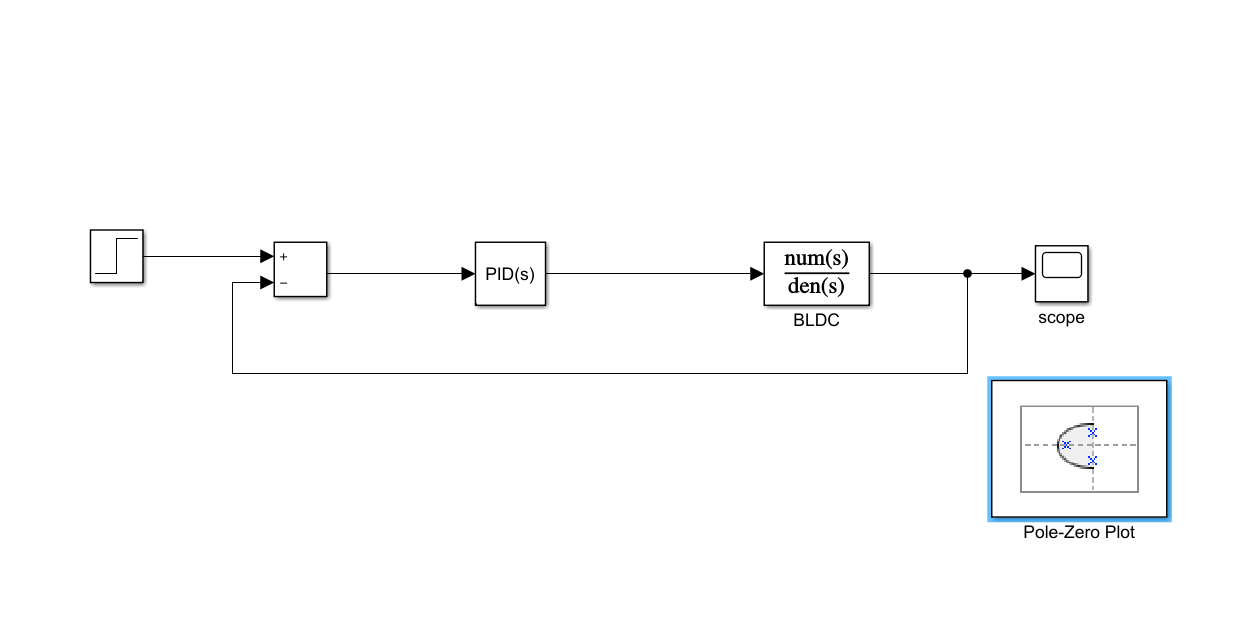 +
−
PID(s)
num(s)
den(s)
BLDC
scope
Pole-Zero Plot